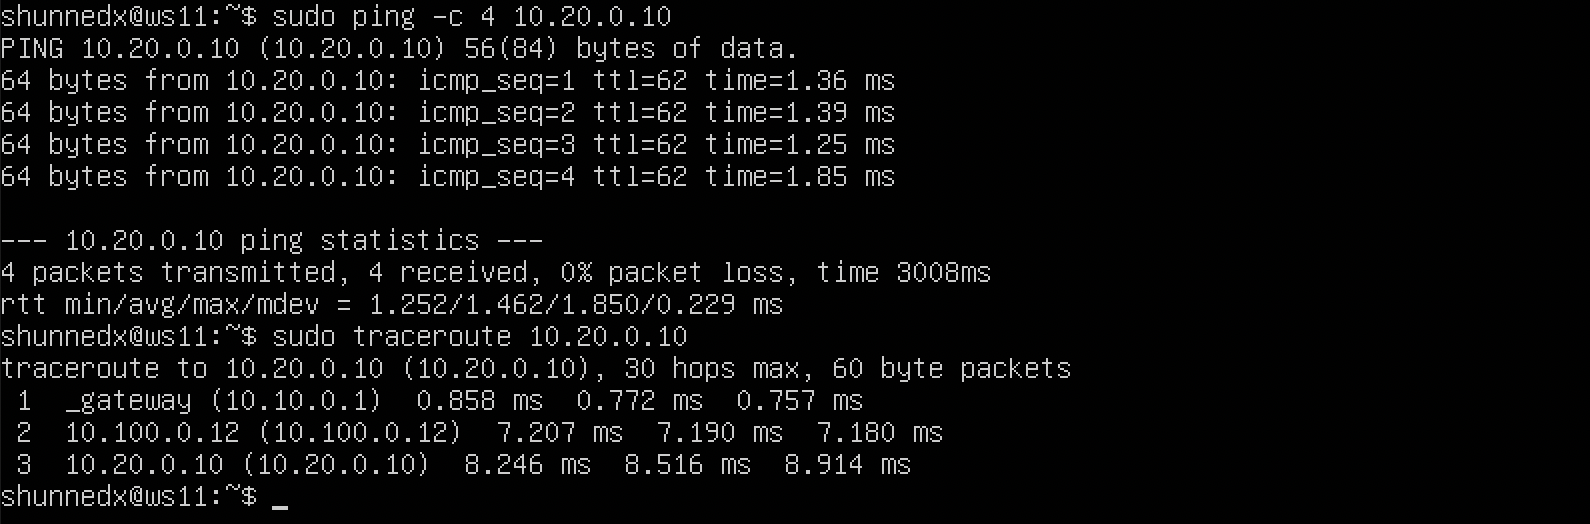 shunnedx@ws11:~$ sudo ping -c 4 10.20.0.10
PING 10.20.0.10 (10.20.0.10) 56(84) bytes of data.
64 bytes from 10.20.0.10: icmp_seq=1 ttl=62 time=1.36 ms
64 bytes from 10.20.0.10: icmp_seq=2 ttl=62 time=1.39 ms
64 bytes from 10.20.0.10: icmp_seq=3 ttl=62 time=1.25 ms
64 bytes from 10.20.0.10: icmp_seq=4 ttl=62 time=1.85 ms

--- 10.20.0.10 ping statistics ---
4 packets transmitted, 4 received, 0% packet loss, time 3008ms
rtt min/avg/max/mdev = 1.252/1.462/1.850/0.229 ms
shunnedx@ws11:~$ sudo traceroute 10.20.0.10
traceroute to 10.20.0.10 (10.20.0.10), 30 hops max, 60 byte packets
 1  _gateway (10.10.0.1)  0.858 ms  0.772 ms  0.757 ms
 2  10.100.0.12 (10.100.0.12)  7.207 ms  7.190 ms  7.180 ms
 3  10.20.0.10 (10.20.0.10)  8.246 ms  8.516 ms  8.914 ms
shunnedx@ws11:~$ _